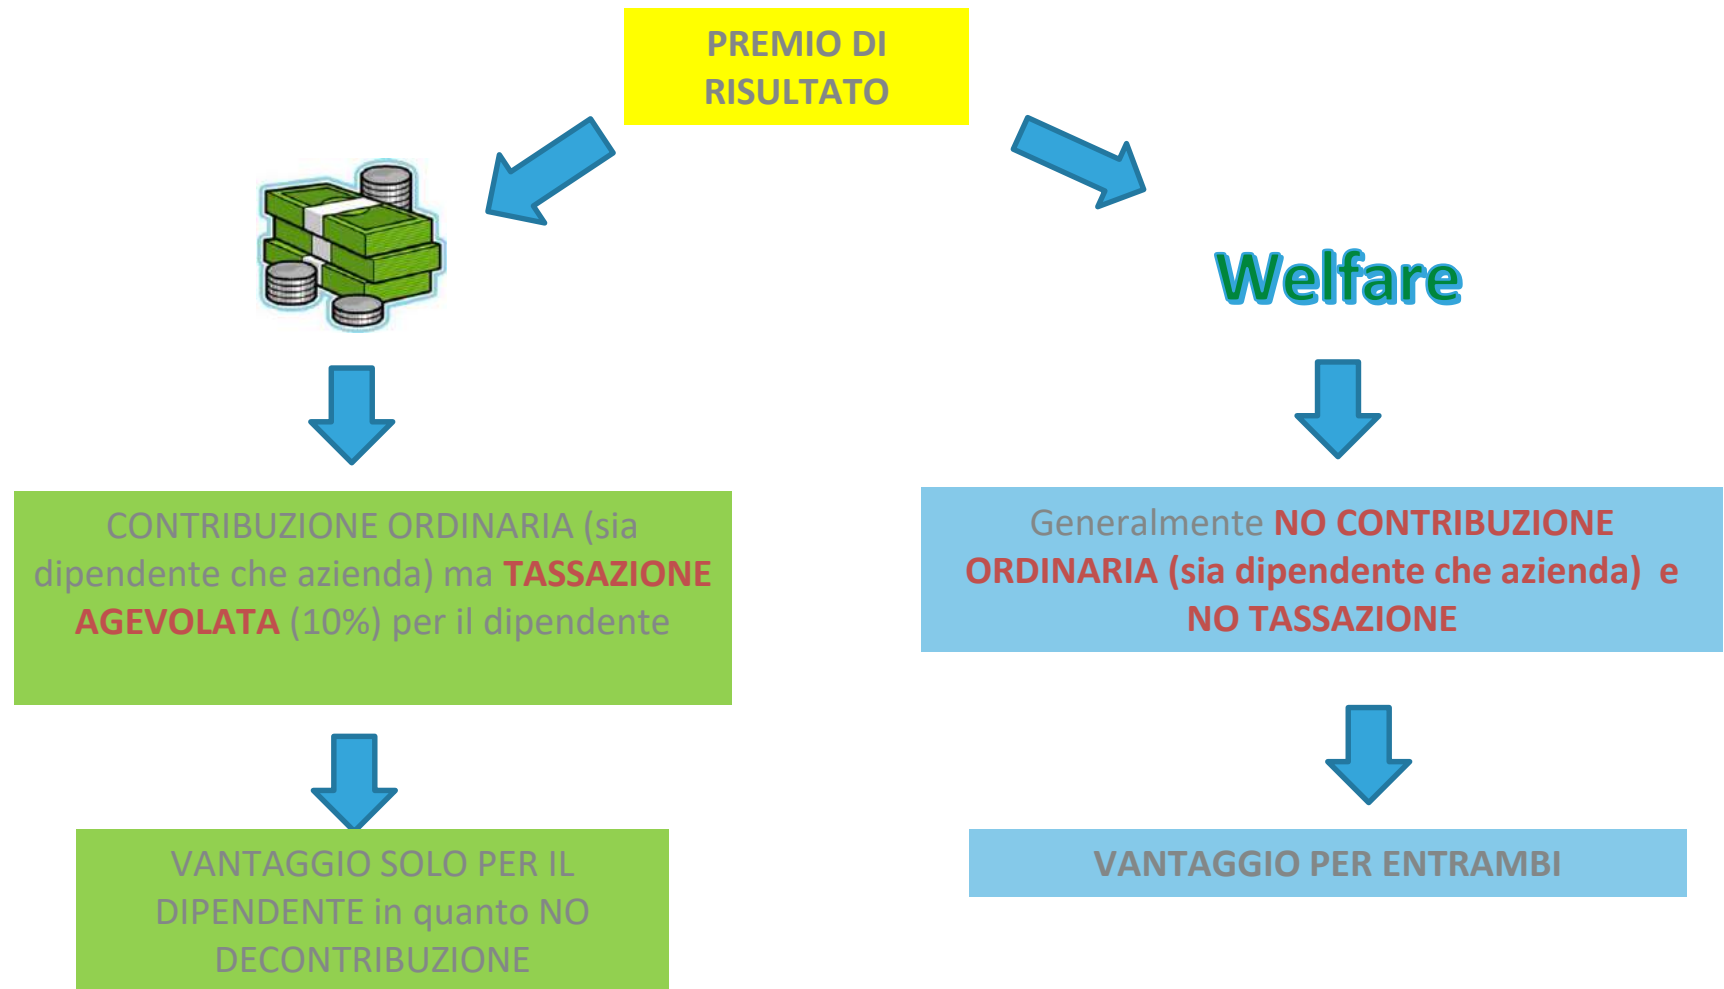 PREMIO DI
RISULTATO
Welfare
CONTRIBUZIONE ORDINARIA (sia
dipendente che azienda) ma TASSAZIONE
AGEVOLATA (10%) per il dipendente
Generalmente NO CONTRIBUZIONE
ORDINARIA (sia dipendente che azienda) e
NO TASSAZIONE
VANTAGGIO SOLO PER IL
DIPENDENTE in quanto NO
DECONTRIBUZIONE
VANTAGGIO PER ENTRAMBI